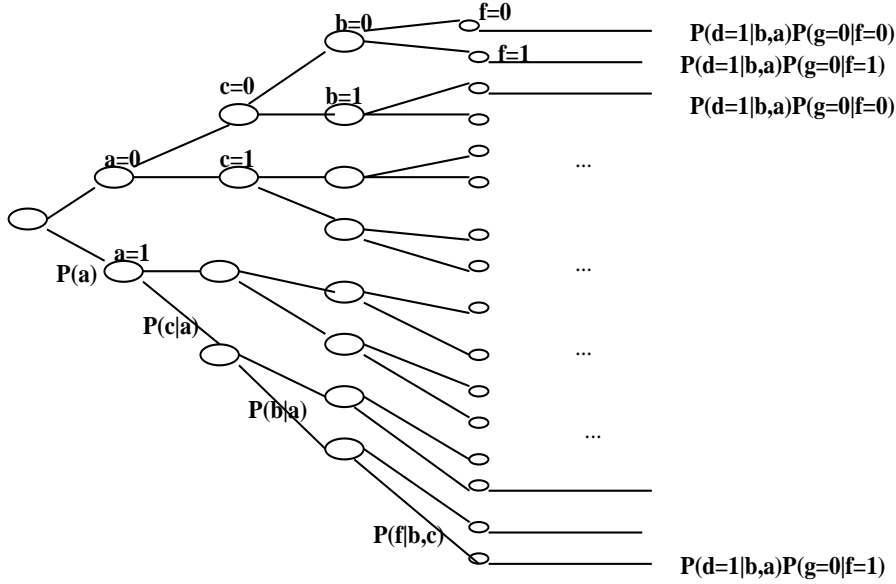 f=0
b=0
P(d=1|b,a)P(g=0|f=0)
f=1
P(d=1|b,a)P(g=0|f=1)
c=0
b=1
P(d=1|b,a)P(g=0|f=0)
a=0
c=1
...
a=1
P(a)
...
P(c|a)
...
P(b|a)
...
P(f|b,c)
P(d=1|b,a)P(g=0|f=1)